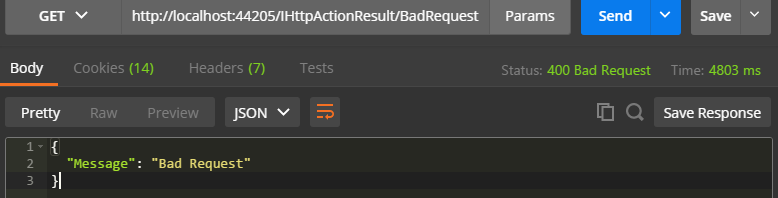 GET http://localhost:44205/IHttpActionResult/BadRequest Params Send Save
Body Cookies (14) Headers (7) Tests Status: 400 Bad Request Time: 4803 ms
Pretty Raw Preview JSON Save Response
1 {
2 "Message": "Bad Request"
3 }